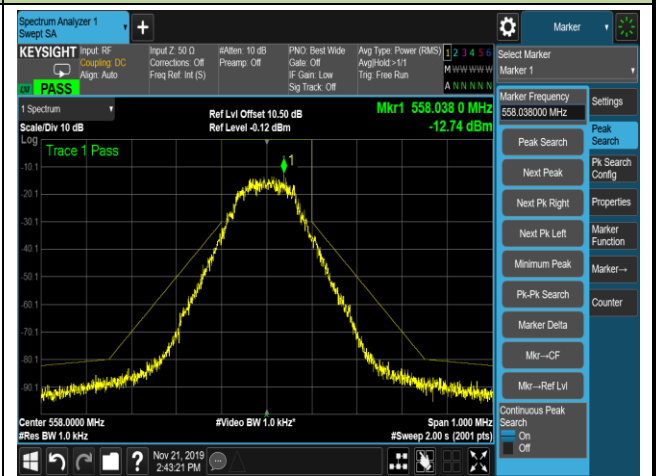 Spectrum Analyzer 1
Swept SA
Marker
KEYSIGHT
Input: RF
Coupling: DC
Align: Auto
Input Z: 50 Ω
Corrections: Off
Freq Ref: Int (S)
#Atten: 10 dB
Preamp: Off
PNO: Best Wide
Gate: Off
IF Gain: Low
Sig Track: Off
Avg Type: Power (RMS)
Avg|Hold:>1/1
Trig: Free Run
1 2 3 4 5 6
M W W W W W
A N N N N N
PASS
Select Marker
Marker 1
1 Spectrum
Scale/Div 10 dB
Ref Lvl Offset 10.50 dB
Ref Level -0.12 dBm
Mkr1 558.038 0 MHz
-12.74 dBm
Log
Trace 1 Pass
1
-10.1
-20.1
-30.1
-40.1
-50.1
-60.1
-70.1
-80.1
-90.1
Center 558.0000 MHz
#Res BW 1.0 kHz
#Video BW 1.0 kHz*
Span 1.000 MHz
#Sweep 2.00 s (2001 pts)
Marker Frequency
558.038000 MHz
Peak Search
Next Peak
Next Pk Right
Next Pk Left
Minimum Peak
Pk-Pk Search
Marker Delta
Mkr→CF
Mkr→Ref Lvl
Continuous Peak
Search
On
Off
Settings
Peak
Search
Pk Search
Config
Properties
Marker
Function
Marker→
Counter
?
Nov 21, 2019
2:43:21 PM